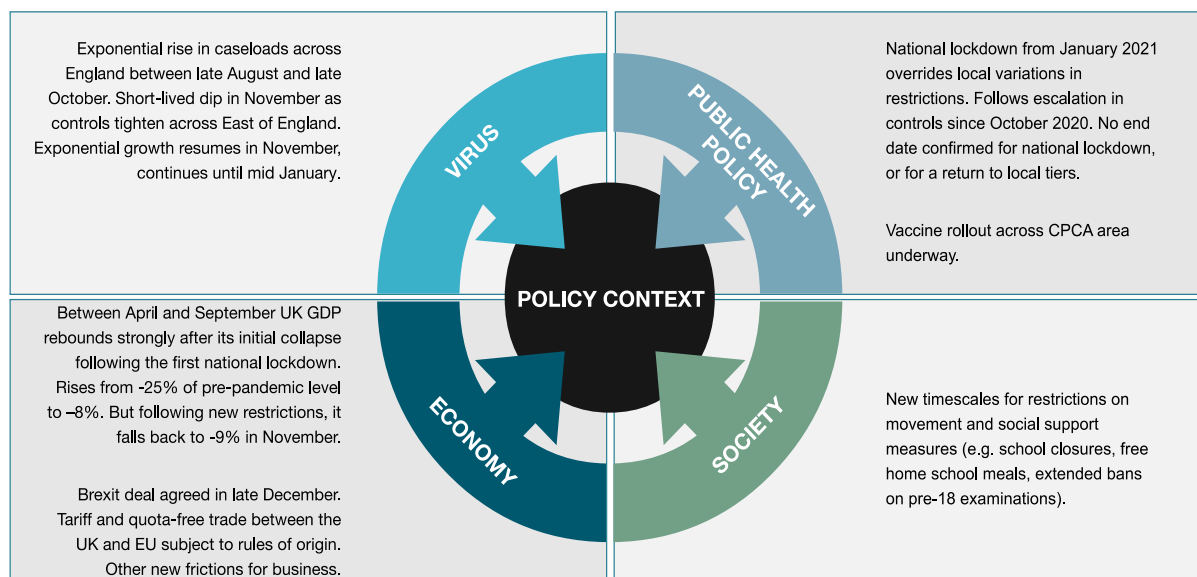 Exponential rise in caseloads across
England between late August and late
October. Short-lived dip in November as
controls tighten across East of England.
Exponential growth resumes in November,
continues until mid January.
VIRUS
PUBLIC HEALTH
POLICY
National lockdown from January 2021
overrides local variations in
restrictions. Follows escalation in
controls since October 2020. No end
date confirmed for national lockdown,
or for a return to local tiers.
Vaccine rollout across CPCA area
underway.
POLICY CONTEXT
Between April and September UK GDP
rebounds strongly after its initial collapse
following the first national lockdown.
Rises from -25% of pre-pandemic level
to –8%. But following new restrictions, it
falls back to -9% in November.
Brexit deal agreed in late December.
Tariff and quota-free trade between the
UK and EU subject to rules of origin.
Other new frictions for business.
ECONOMY
SOCIETY
New timescales for restrictions on
movement and social support
measures (e.g. school closures, free
home school meals, extended bans
on pre-18 examinations).